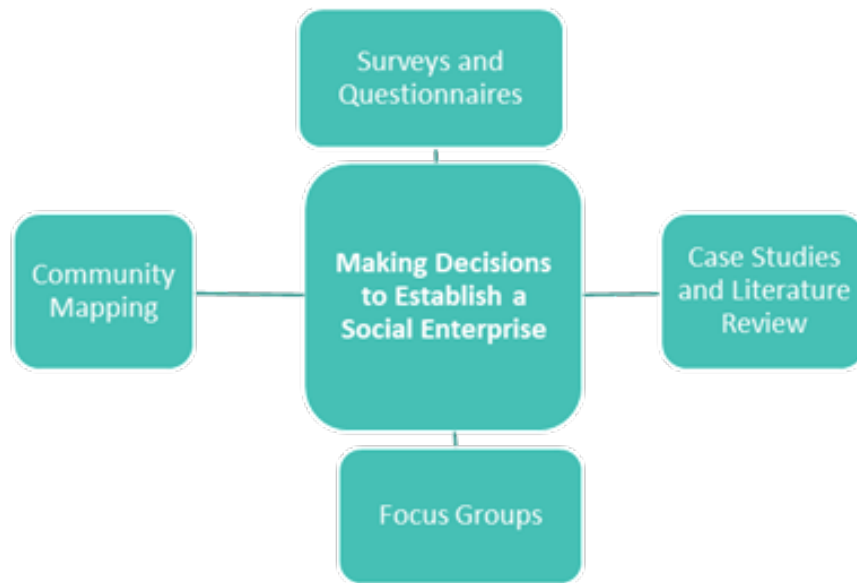 Surveys and
Questionnaires
Community
Mapping
Making Decisions
to Establish a
Social Enterprise
Case Studies
and Literature
Review
Focus Groups